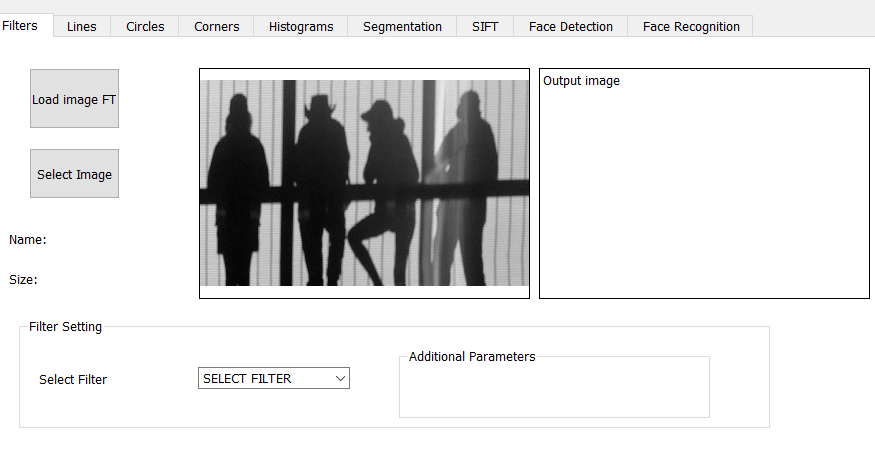 Filters Lines Circles Corners Histograms Segmentation SIFT Face Detection Face Recognition
Load image FT
Output image
Select Image
Name:
Size:
Filter Setting
Additional Parameters
Select Filter
SELECT FILTER